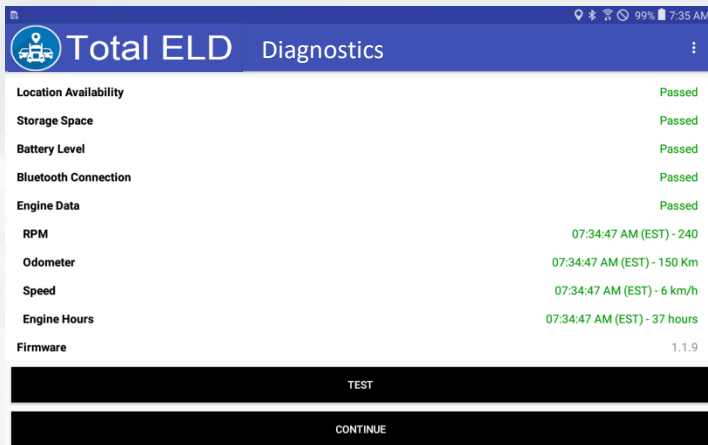 99% 7:35 AM
Total ELD Diagnostics
Location Availability Passed
Storage Space Passed
Battery Level Passed
Bluetooth Connection Passed
Engine Data Passed
RPM 07:34:47 AM (EST) - 240
Odometer 07:34:47 AM (EST) - 150 Km
Speed 07:34:47 AM (EST) - 6 km/h
Engine Hours 07:34:47 AM (EST) - 37 hours
Firmware 1.1.9
TEST
CONTINUE